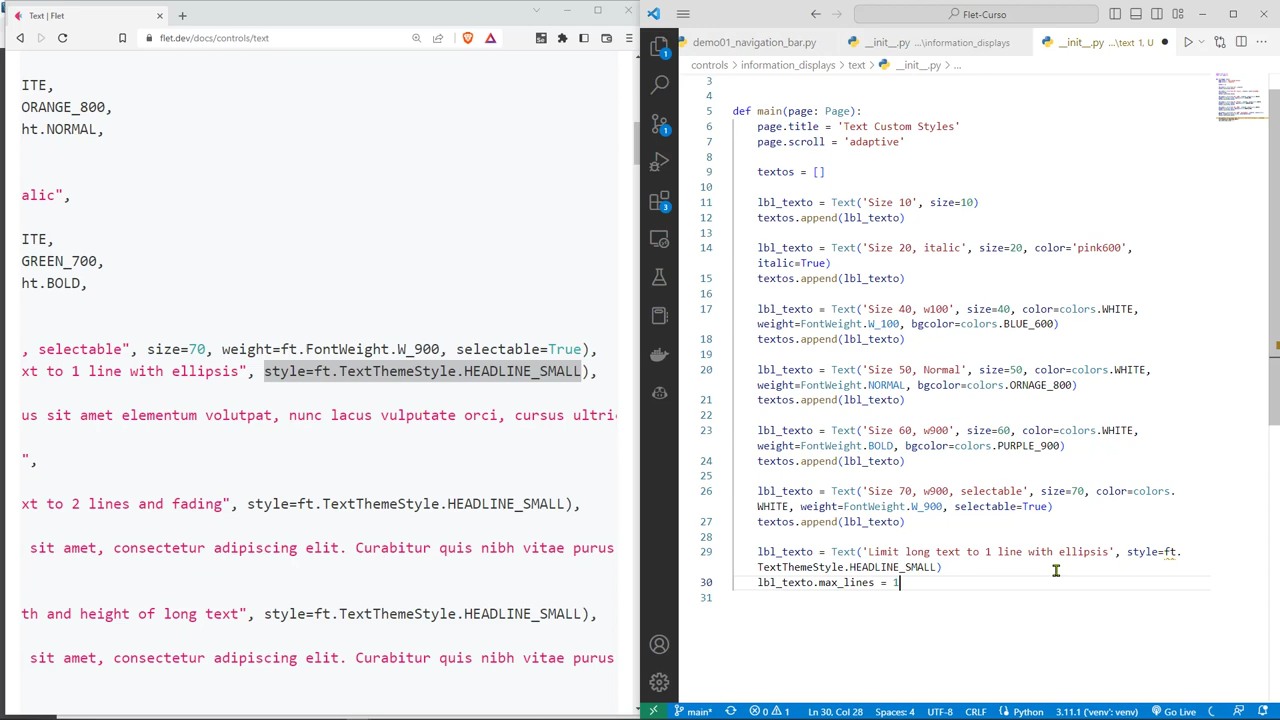 Text | Flet
flet.dev/docs/controls/text
ITE,
ORANGE_800,
ht.NORMAL,
alic",
ITE,
GREEN_700,
ht.BOLD,
, selectable", size=70, weight=ft.FontWeight.W_900, selectable=True),
xt to 1 line with ellipsis", style=ft.TextThemeStyle.HEADLINE_SMALL),
us sit amet elementum volutpat, nunc lacus vulputate orci, cursus ultric
",
xt to 2 lines and fading", style=ft.TextThemeStyle.HEADLINE_SMALL),
sit amet, consectetur adipiscing elit. Curabitur quis nibh vitae purus
th and height of long text", style=ft.TextThemeStyle.HEADLINE_SMALL),
sit amet, consectetur adipiscing elit. Curabitur quis nibh vitae purus
Flet-Curso
demo01_navigation_bar.py __init__.py ...\information_displays __init__.py ...\text 1, U
controls information_displays text __init__.py ...
3
4
5 def main(page: Page):
6 page.title = 'Text Custom Styles'
7 page.scroll = 'adaptive'
8
9 textos = []
10
11 lbl_texto = Text('Size 10', size=10)
12 textos.append(lbl_texto)
13
14 lbl_texto = Text('Size 20, italic', size=20, color='pink600',
italic=True)
15 textos.append(lbl_texto)
16
17 lbl_texto = Text('Size 40, w100', size=40, color=colors.WHITE,
weight=FontWeight.W_100, bgcolor=colors.BLUE_600)
18 textos.append(lbl_texto)
19
20 lbl_texto = Text('Size 50, Normal', size=50, color=colors.WHITE,
weight=FontWeight.NORMAL, bgcolor=colors.ORNAGE_800)
21 textos.append(lbl_texto)
22
23 lbl_texto = Text('Size 60, w900', size=60, color=colors.WHITE,
weight=FontWeight.BOLD, bgcolor=colors.PURPLE_900)
24 textos.append(lbl_texto)
25
26 lbl_texto = Text('Size 70, w900, selectable', size=70, color=colors.
WHITE, weight=FontWeight.W_900, selectable=True)
27 textos.append(lbl_texto)
28
29 lbl_texto = Text('Limit long text to 1 line with ellipsis', style=ft.
TextThemeStyle.HEADLINE_SMALL)
30 lbl_texto.max_lines = 1
31
1
1
3
main* 0 1 Ln 30, Col 28 Spaces: 4 UTF-8 CRLF Python 3.11.1 ('venv': venv) Go Live